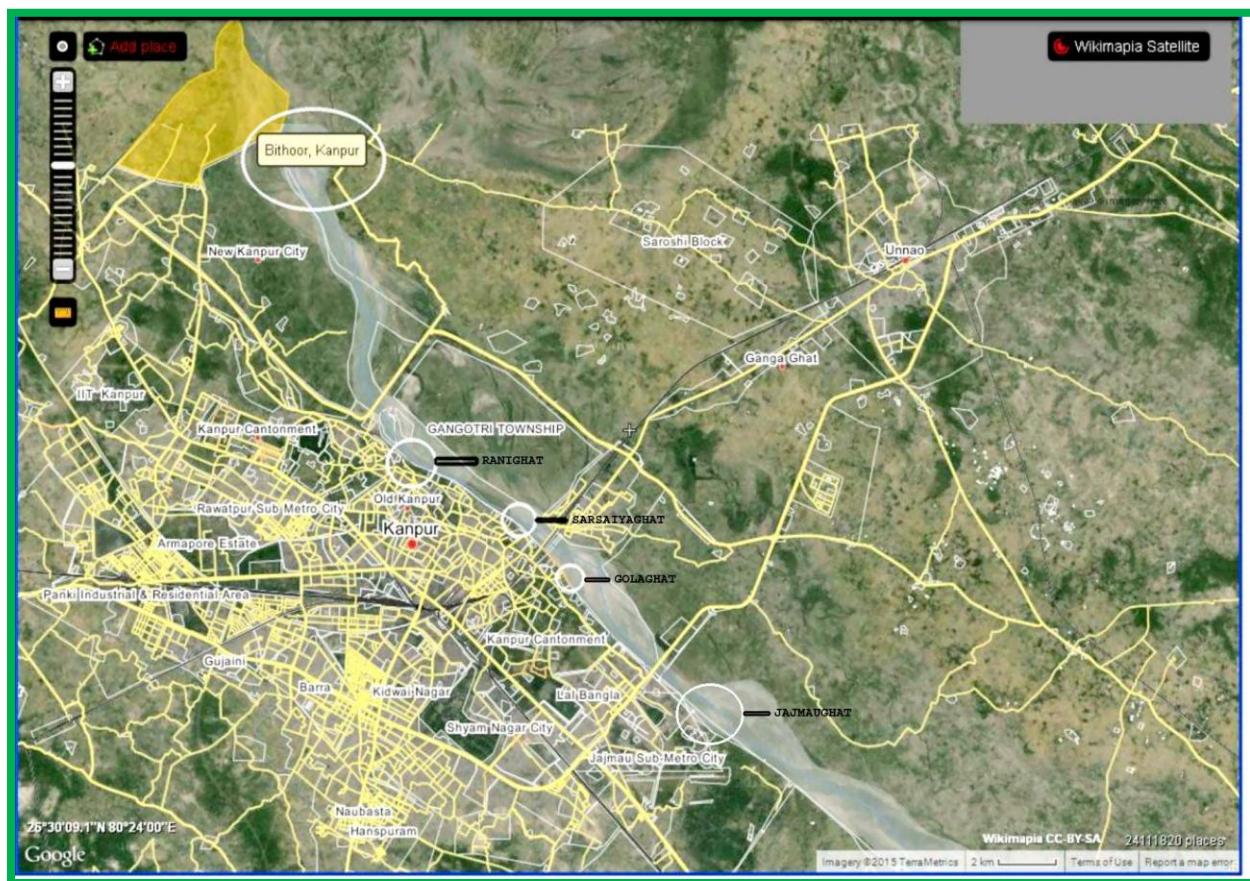 Add place
Wikimapia Satellite
Bithoor, Kanpur
New Kanpur City
Saroshi Block
Unnao
Ganga Ghat
IIT Kanpur
Kanpur Cantonment
GANGOTRI TOWNSHIP
RANIGHAT
Old Kanpur
Rawatpur Sub Metro City
SARSAIYAGHAT
Kanpur
Armapore Estate
GOLAGHAT
Panki Industrial & Residential Area
Kanpur Cantonment
Gujaini
Barra
Kidwai Nagar
Lal Bangla
JAJMAUGHAT
Shyam Nagar City
Jajmau Sub-Metro City
Naubasta
Hanspuram
26°30'09.1"N 80°24'00"E
Wikimapia CC-BY-SA
24111820 places
Google
Imagery ©2015 TerraMetrics
2 km
Terms of Use
Report a map error